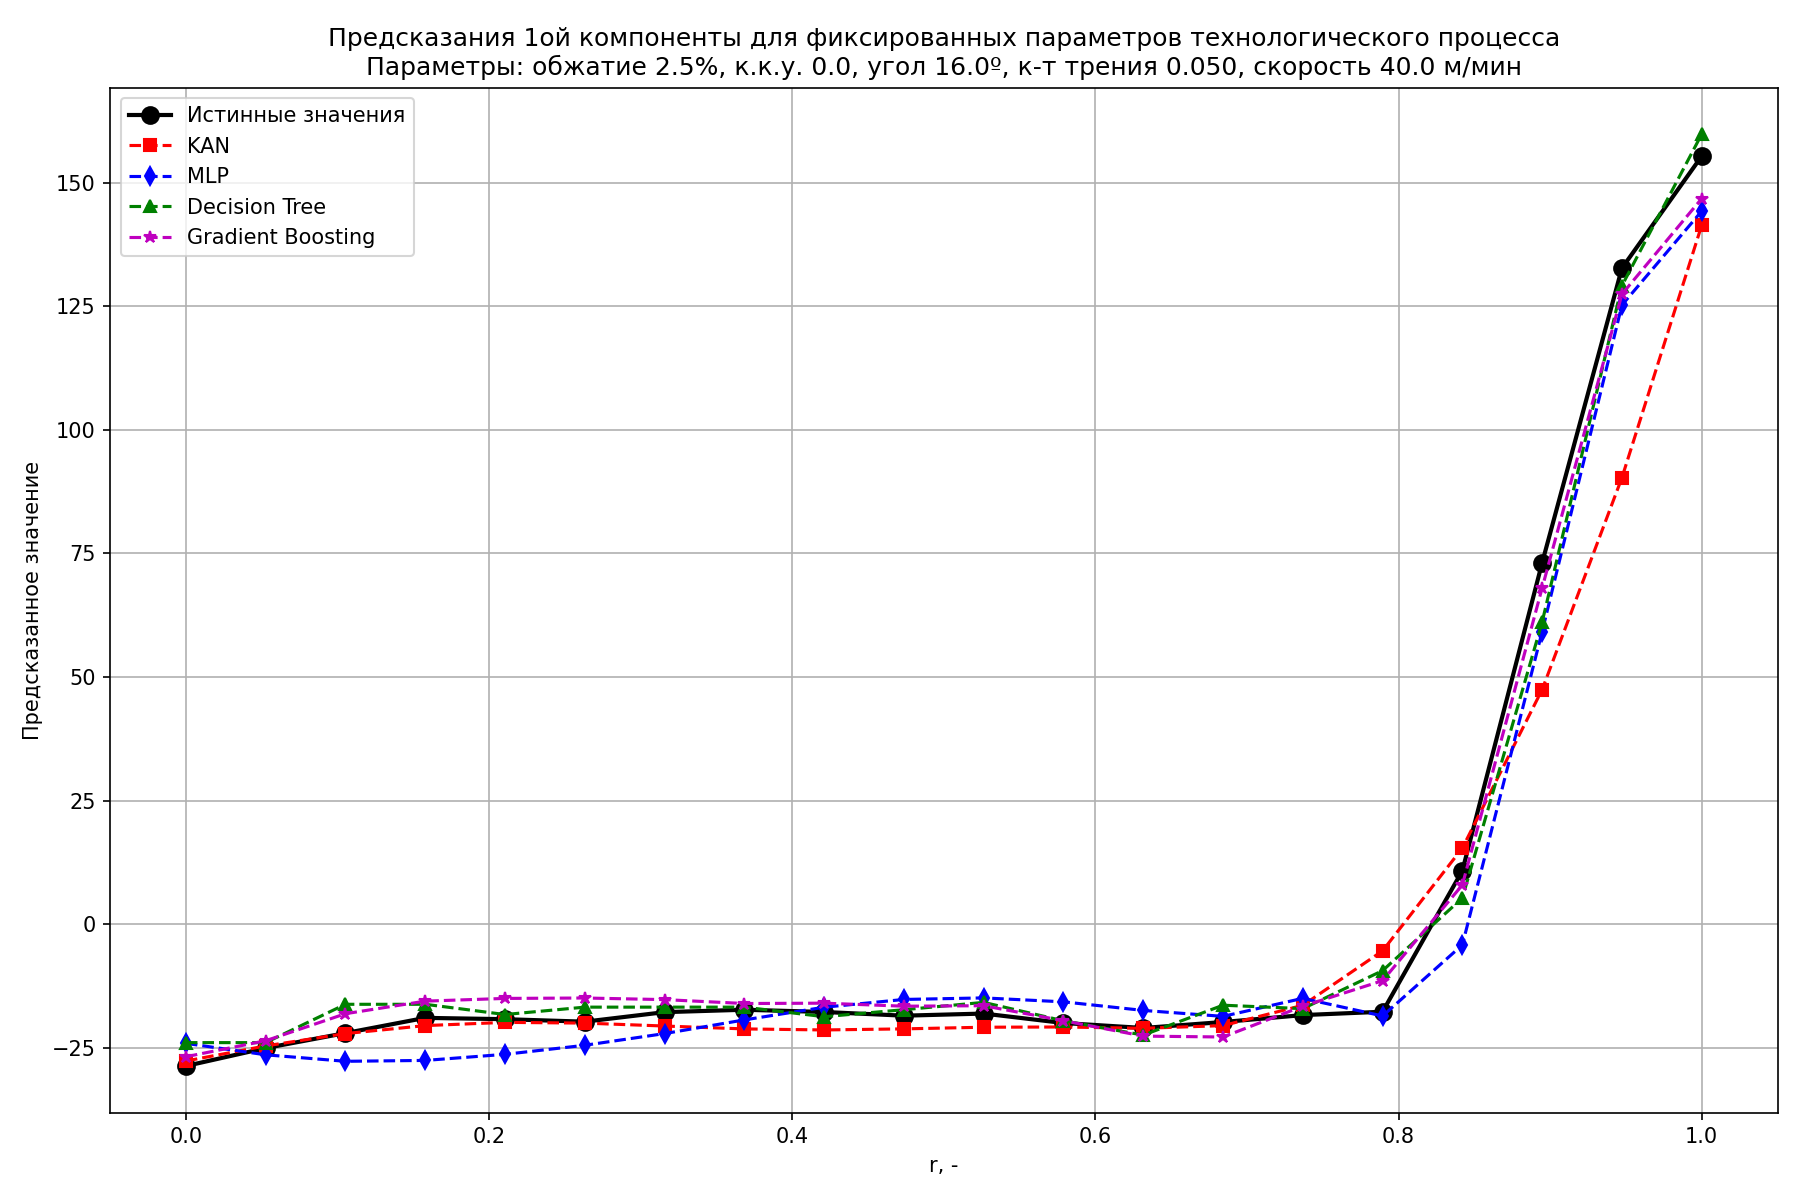 Предсказания 1ой компоненты для фиксированных параметров технологического процесса
Параметры: обжатие 2.5%, к.к.у. 0.0, угол 16.0º, к-т трения 0.050, скорость 40.0 м/мин
Истинные значения
KAN
MLP
Decision Tree
Gradient Boosting
Предсказанное значение
150
125
100
75
50
25
0
−25
0.0
0.2
0.4
0.6
0.8
1.0
r, -